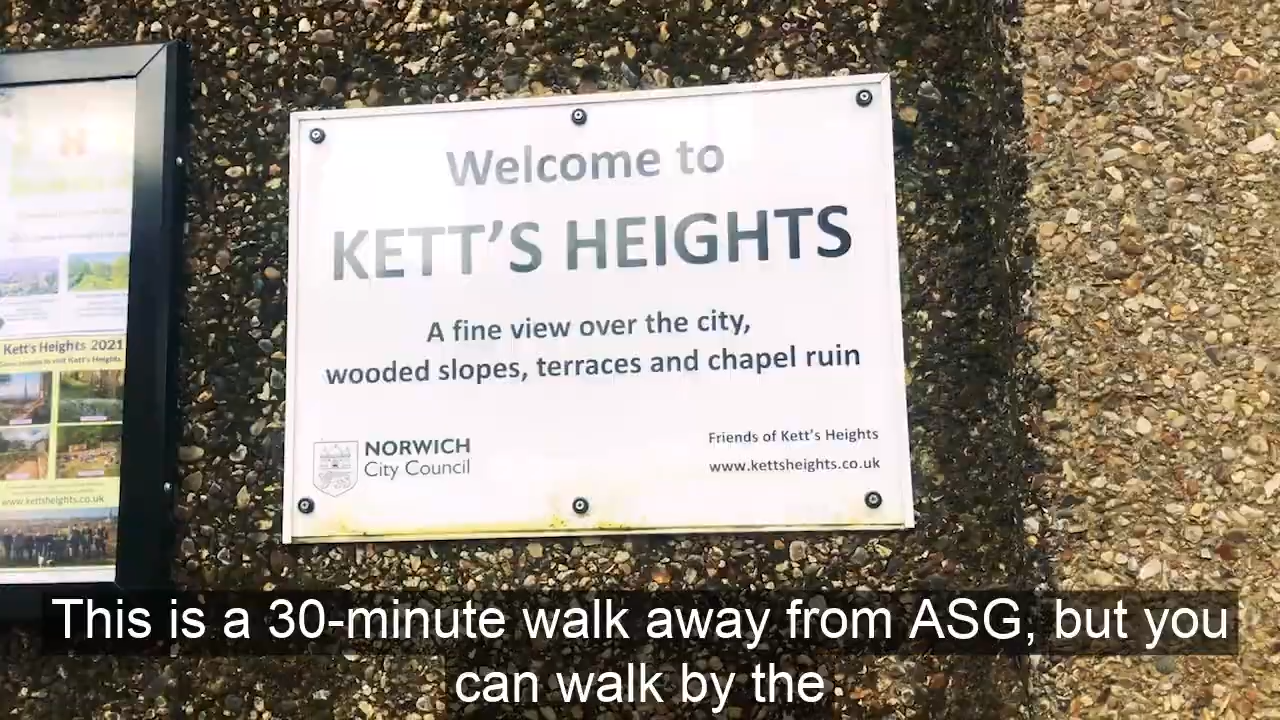 Welcome to
KETT'S HEIGHTS
A fine view over the city,
wooded slopes, terraces and chapel ruin
NORWICH
City Council
Friends of Kett's Heights
www.kettsheights.co.uk
Kett's Heights 2021
www.kettsheights.co.uk
This is a 30-minute walk away from ASG, but you
can walk by the